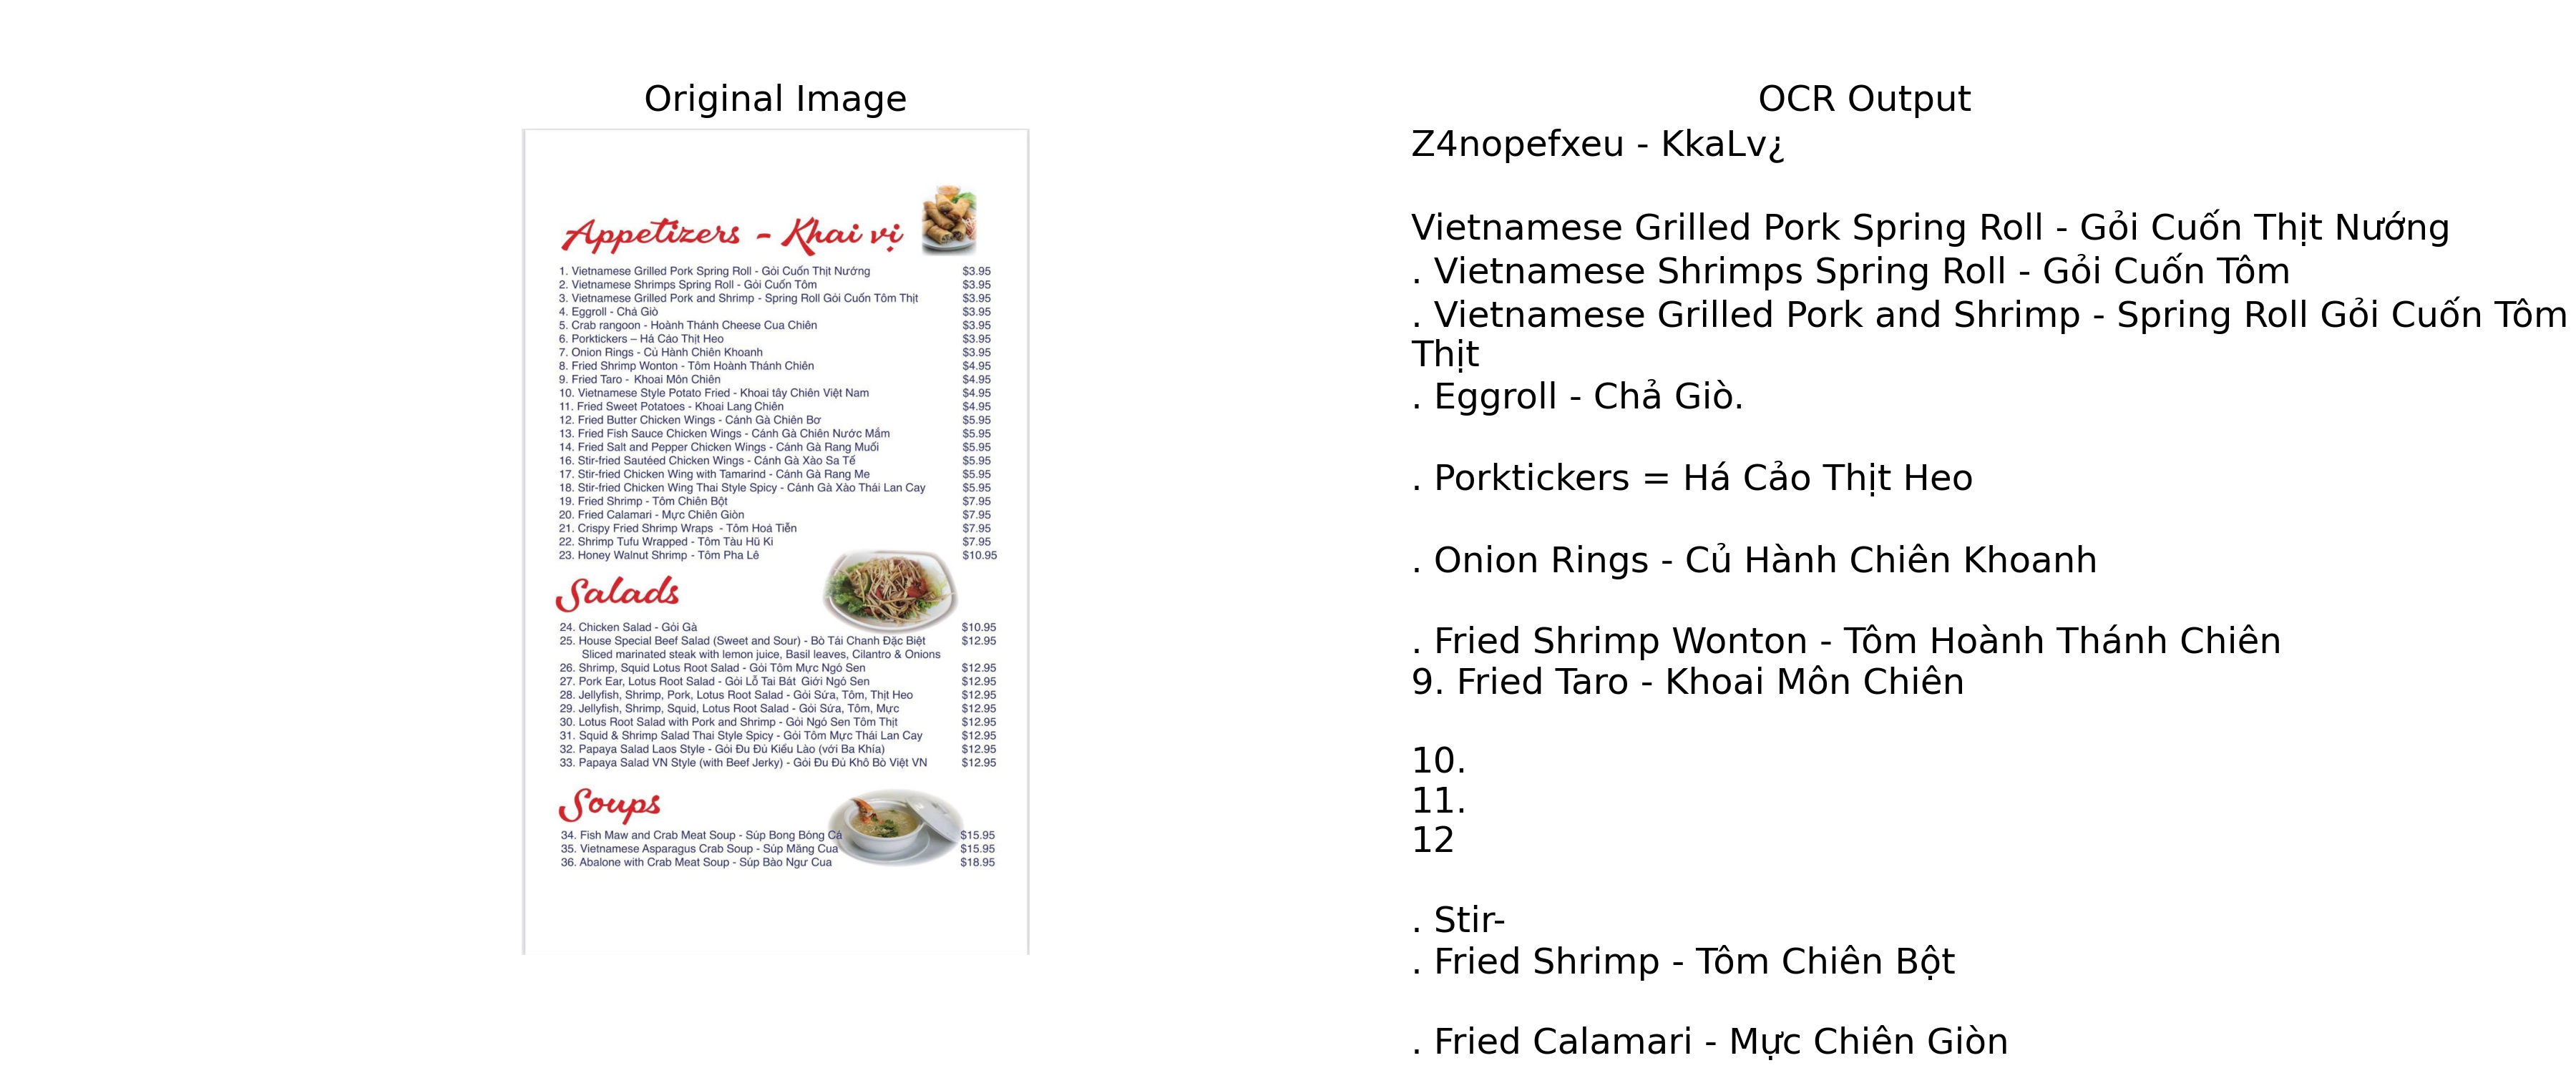 Original Image
Appetizers - Khai vị
1. Vietnamese Grilled Pork Spring Roll - Gỏi Cuốn Thịt Nướng $3.95
2. Vietnamese Shrimps Spring Roll - Gỏi Cuốn Tôm $3.95
3. Vietnamese Grilled Pork and Shrimp - Spring Roll Gỏi Cuốn Tôm Thịt $3.95
4. Eggroll - Chả Giò $3.95
5. Crab rangoon - Hoành Thánh Cheese Cua Chiên $3.95
6. Porktickers – Há Cảo Thịt Heo $3.95
7. Onion Rings - Củ Hành Chiên Khoanh $3.95
8. Fried Shrimp Wonton - Tôm Hoành Thánh Chiên $4.95
9. Fried Taro - Khoai Môn Chiên $4.95
10. Vietnamese Style Potato Fried - Khoai tây Chiên Việt Nam $4.95
11. Fried Sweet Potatoes - Khoai Lang Chiên $4.95
12. Fried Butter Chicken Wings - Cánh Gà Chiên Bơ $5.95
13. Fried Fish Sauce Chicken Wings - Cánh Gà Chiên Nước Mắm $5.95
14. Fried Salt and Pepper Chicken Wings - Cánh Gà Rang Muối $5.95
16. Stir-fried Sautéed Chicken Wings - Cánh Gà Xào Sa Tế $5.95
17. Stir-fried Chicken Wing with Tamarind - Cánh Gà Rang Me $5.95
18. Stir-fried Chicken Wing Thai Style Spicy - Cánh Gà Xào Thái Lan Cay $5.95
19. Fried Shrimp - Tôm Chiên Bột $7.95
20. Fried Calamari - Mực Chiên Giòn $7.95
21. Crispy Fried Shrimp Wraps - Tôm Hoả Tiễn $7.95
22. Shrimp Tufu Wrapped - Tôm Tàu Hũ Ki $7.95
23. Honey Walnut Shrimp - Tôm Pha Lê $10.95
Salads
24. Chicken Salad - Gỏi Gà $10.95
25. House Special Beef Salad (Sweet and Sour) - Bò Tái Chanh Đặc Biệt $12.95
Sliced marinated steak with lemon juice, Basil leaves, Cilantro & Onions
26. Shrimp, Squid Lotus Root Salad - Gỏi Tôm Mực Ngó Sen $12.95
27. Pork Ear, Lotus Root Salad - Gỏi Lỗ Tai Bát Giới Ngó Sen $12.95
28. Jellyfish, Shrimp, Pork, Lotus Root Salad - Gỏi Sứa, Tôm, Thịt Heo $12.95
29. Jellyfish, Shrimp, Squid, Lotus Root Salad - Gỏi Sứa, Tôm, Mực $12.95
30. Lotus Root Salad with Pork and Shrimp - Gỏi Ngó Sen Tôm Thịt $12.95
31. Squid & Shrimp Salad Thai Style Spicy - Gỏi Tôm Mực Thái Lan Cay $12.95
32. Papaya Salad Laos Style - Gỏi Đu Đủ Kiểu Lào (với Ba Khía) $12.95
33. Papaya Salad VN Style (with Beef Jerky) - Gỏi Đu Đủ Khô Bò Việt VN $12.95
Soups
34. Fish Maw and Crab Meat Soup - Súp Bong Bóng Cá $15.95
35. Vietnamese Asparagus Crab Soup - Súp Măng Cua $15.95
36. Abalone with Crab Meat Soup - Súp Bào Ngư Cua $18.95
OCR Output
Z4nopefxeu - KkaLv¿
Vietnamese Grilled Pork Spring Roll - Gỏi Cuốn Thịt Nướng
. Vietnamese Shrimps Spring Roll - Gỏi Cuốn Tôm
. Vietnamese Grilled Pork and Shrimp - Spring Roll Gỏi Cuốn Tôm
Thịt
. Eggroll - Chả Giò.
. Porktickers = Há Cảo Thịt Heo
. Onion Rings - Củ Hành Chiên Khoanh
. Fried Shrimp Wonton - Tôm Hoành Thánh Chiên
9. Fried Taro - Khoai Môn Chiên
10.
11.
12
. Stir-
. Fried Shrimp - Tôm Chiên Bột
. Fried Calamari - Mực Chiên Giòn